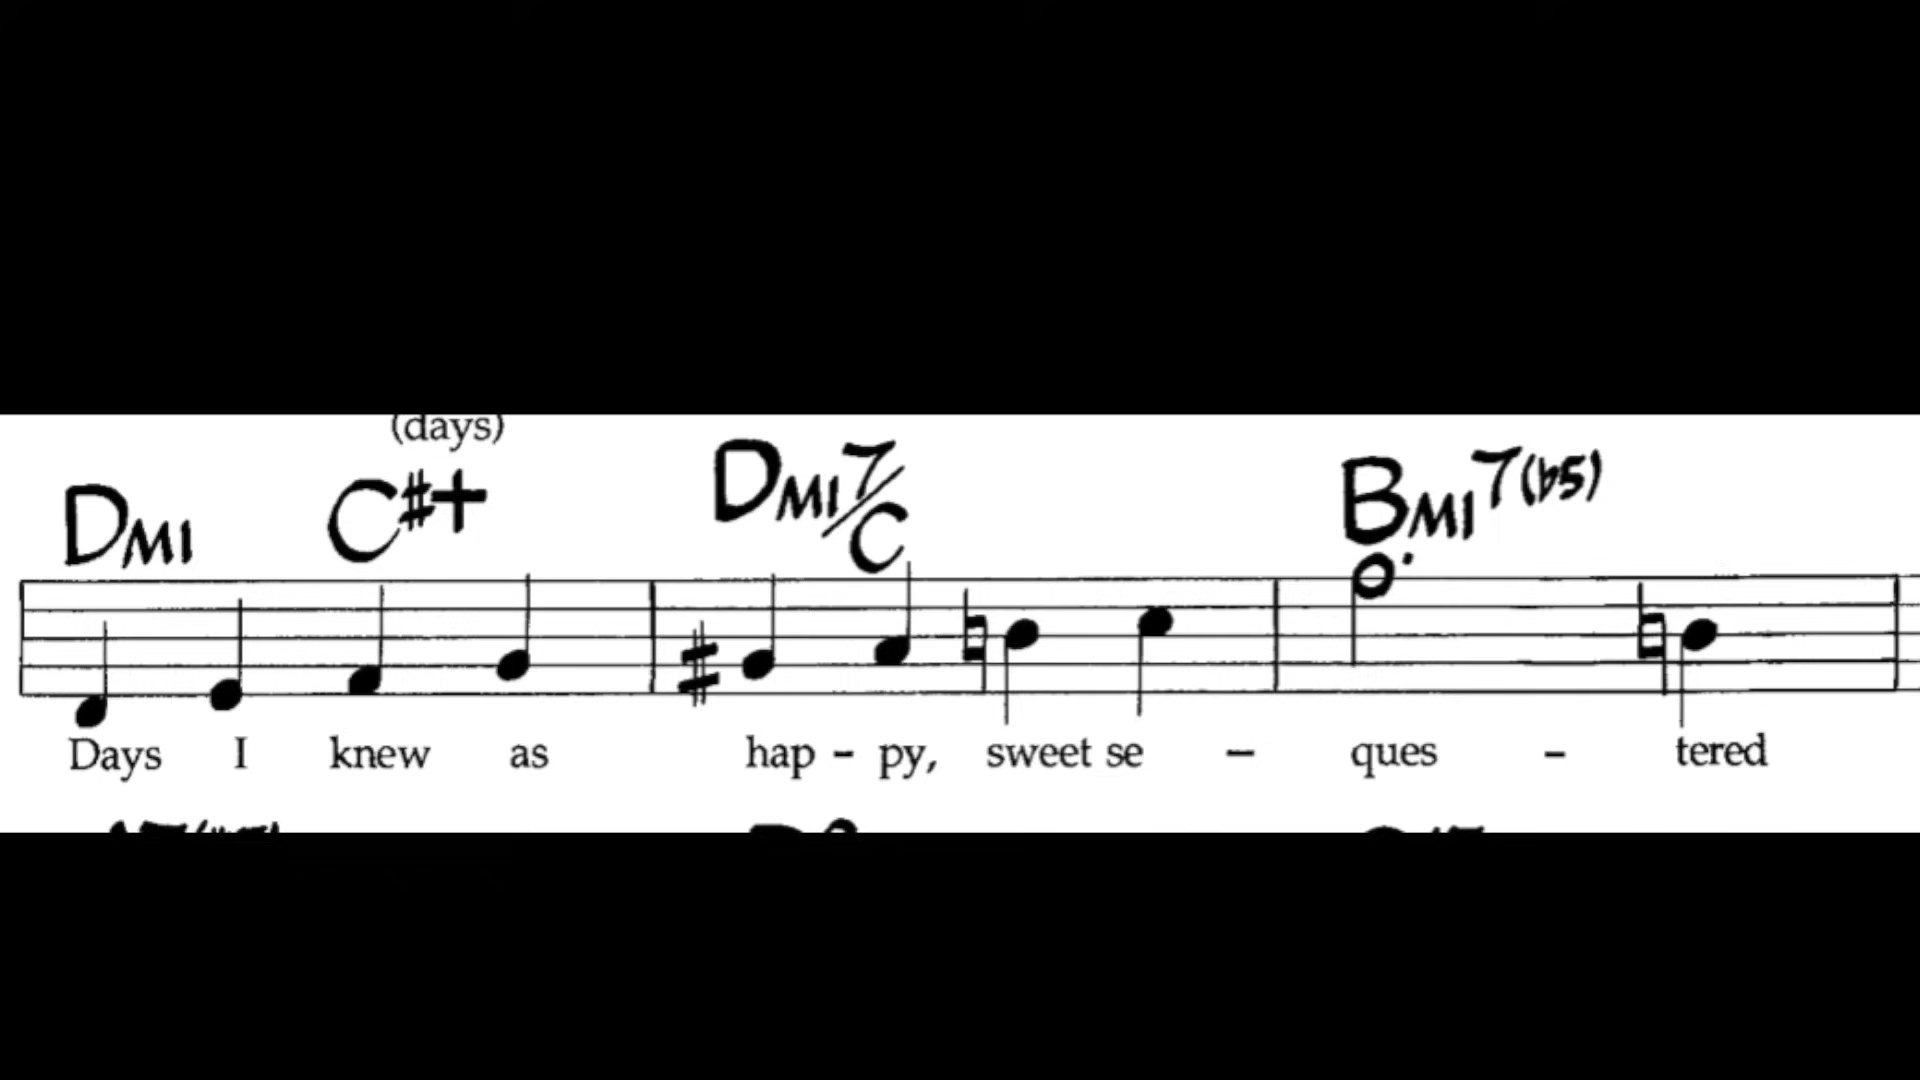 (days)
DMI C#+ DMI7/C BMI7(b5)
Days I knew as hap - py, sweet se - ques - tered